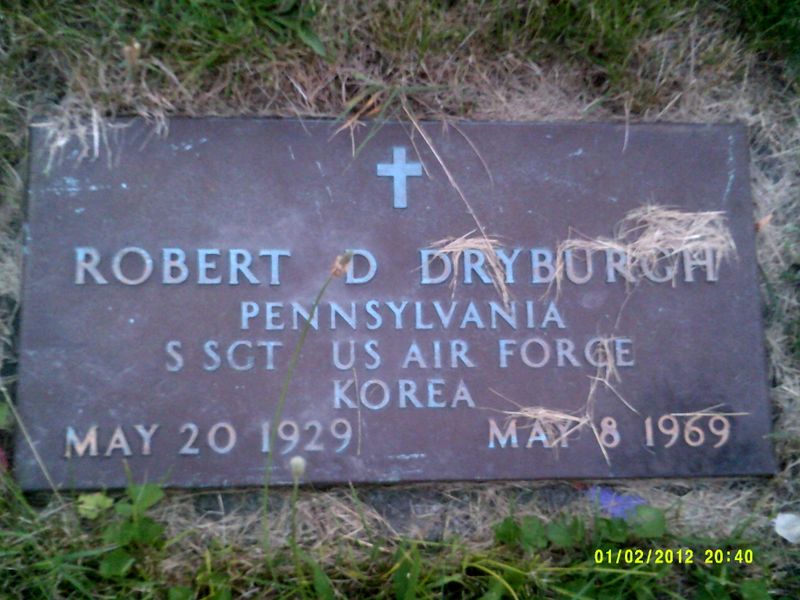 ROBERT D DRYBURGH
PENNSYLVANIA
S SGT US AIR FORCE
KOREA
MAY 20 1929 MAY 8 1969
01/02/2012 20:40